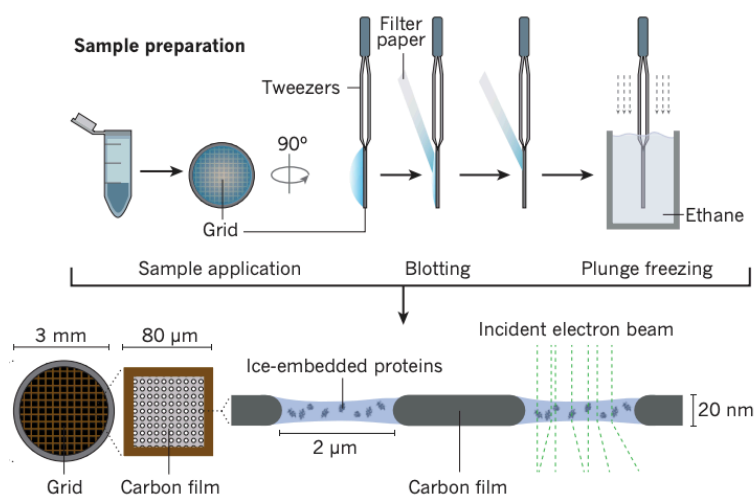 Sample preparation
Filter
paper
Tweezers
90°
Grid
Ethane
Sample application
Blotting
Plunge freezing
3 mm
80 µm
Incident electron beam
Ice-embedded proteins
20 nm
2 µm
Grid
Carbon film
Carbon film